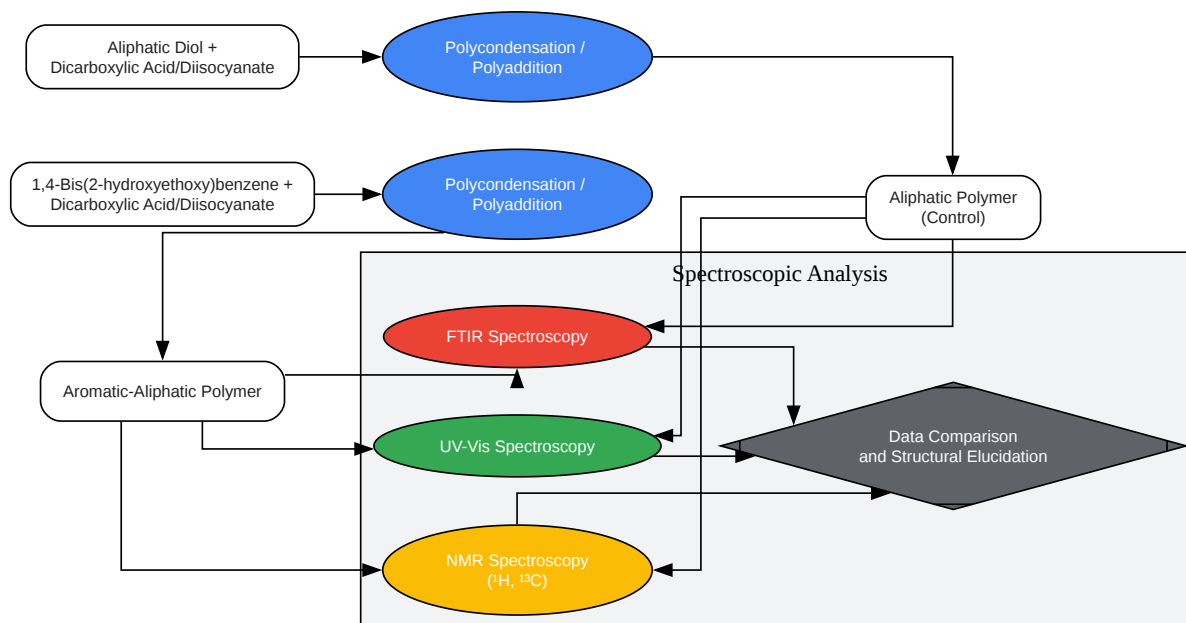 Aliphatic Diol +
Dicarboxylic Acid/Diisocyanate
Polycondensation /
Polyaddition
1,4-Bis(2-hydroxyethoxy)benzene +
Dicarboxylic Acid/Diisocyanate
Polycondensation /
Polyaddition
Aliphatic Polymer
(Control)
Spectroscopic Analysis
FTIR Spectroscopy
Aromatic-Aliphatic Polymer
UV-Vis Spectroscopy
Data Comparison
and Structural Elucidation
NMR Spectroscopy
(¹H, ¹³C)